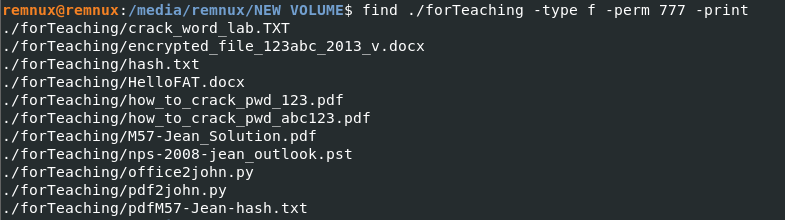 remnux@remnux:/media/remnux/NEW VOLUME$ find ./forTeaching -type f -perm 777 -print
./forTeaching/crack_word_lab.TXT
./forTeaching/encrypted_file_123abc_2013_v.docx
./forTeaching/hash.txt
./forTeaching/HelloFAT.docx
./forTeaching/how_to_crack_pwd_123.pdf
./forTeaching/how_to_crack_pwd_abc123.pdf
./forTeaching/M57-Jean_Solution.pdf
./forTeaching/nps-2008-jean_outlook.pst
./forTeaching/office2john.py
./forTeaching/pdf2john.py
./forTeaching/pdfM57-Jean-hash.txt